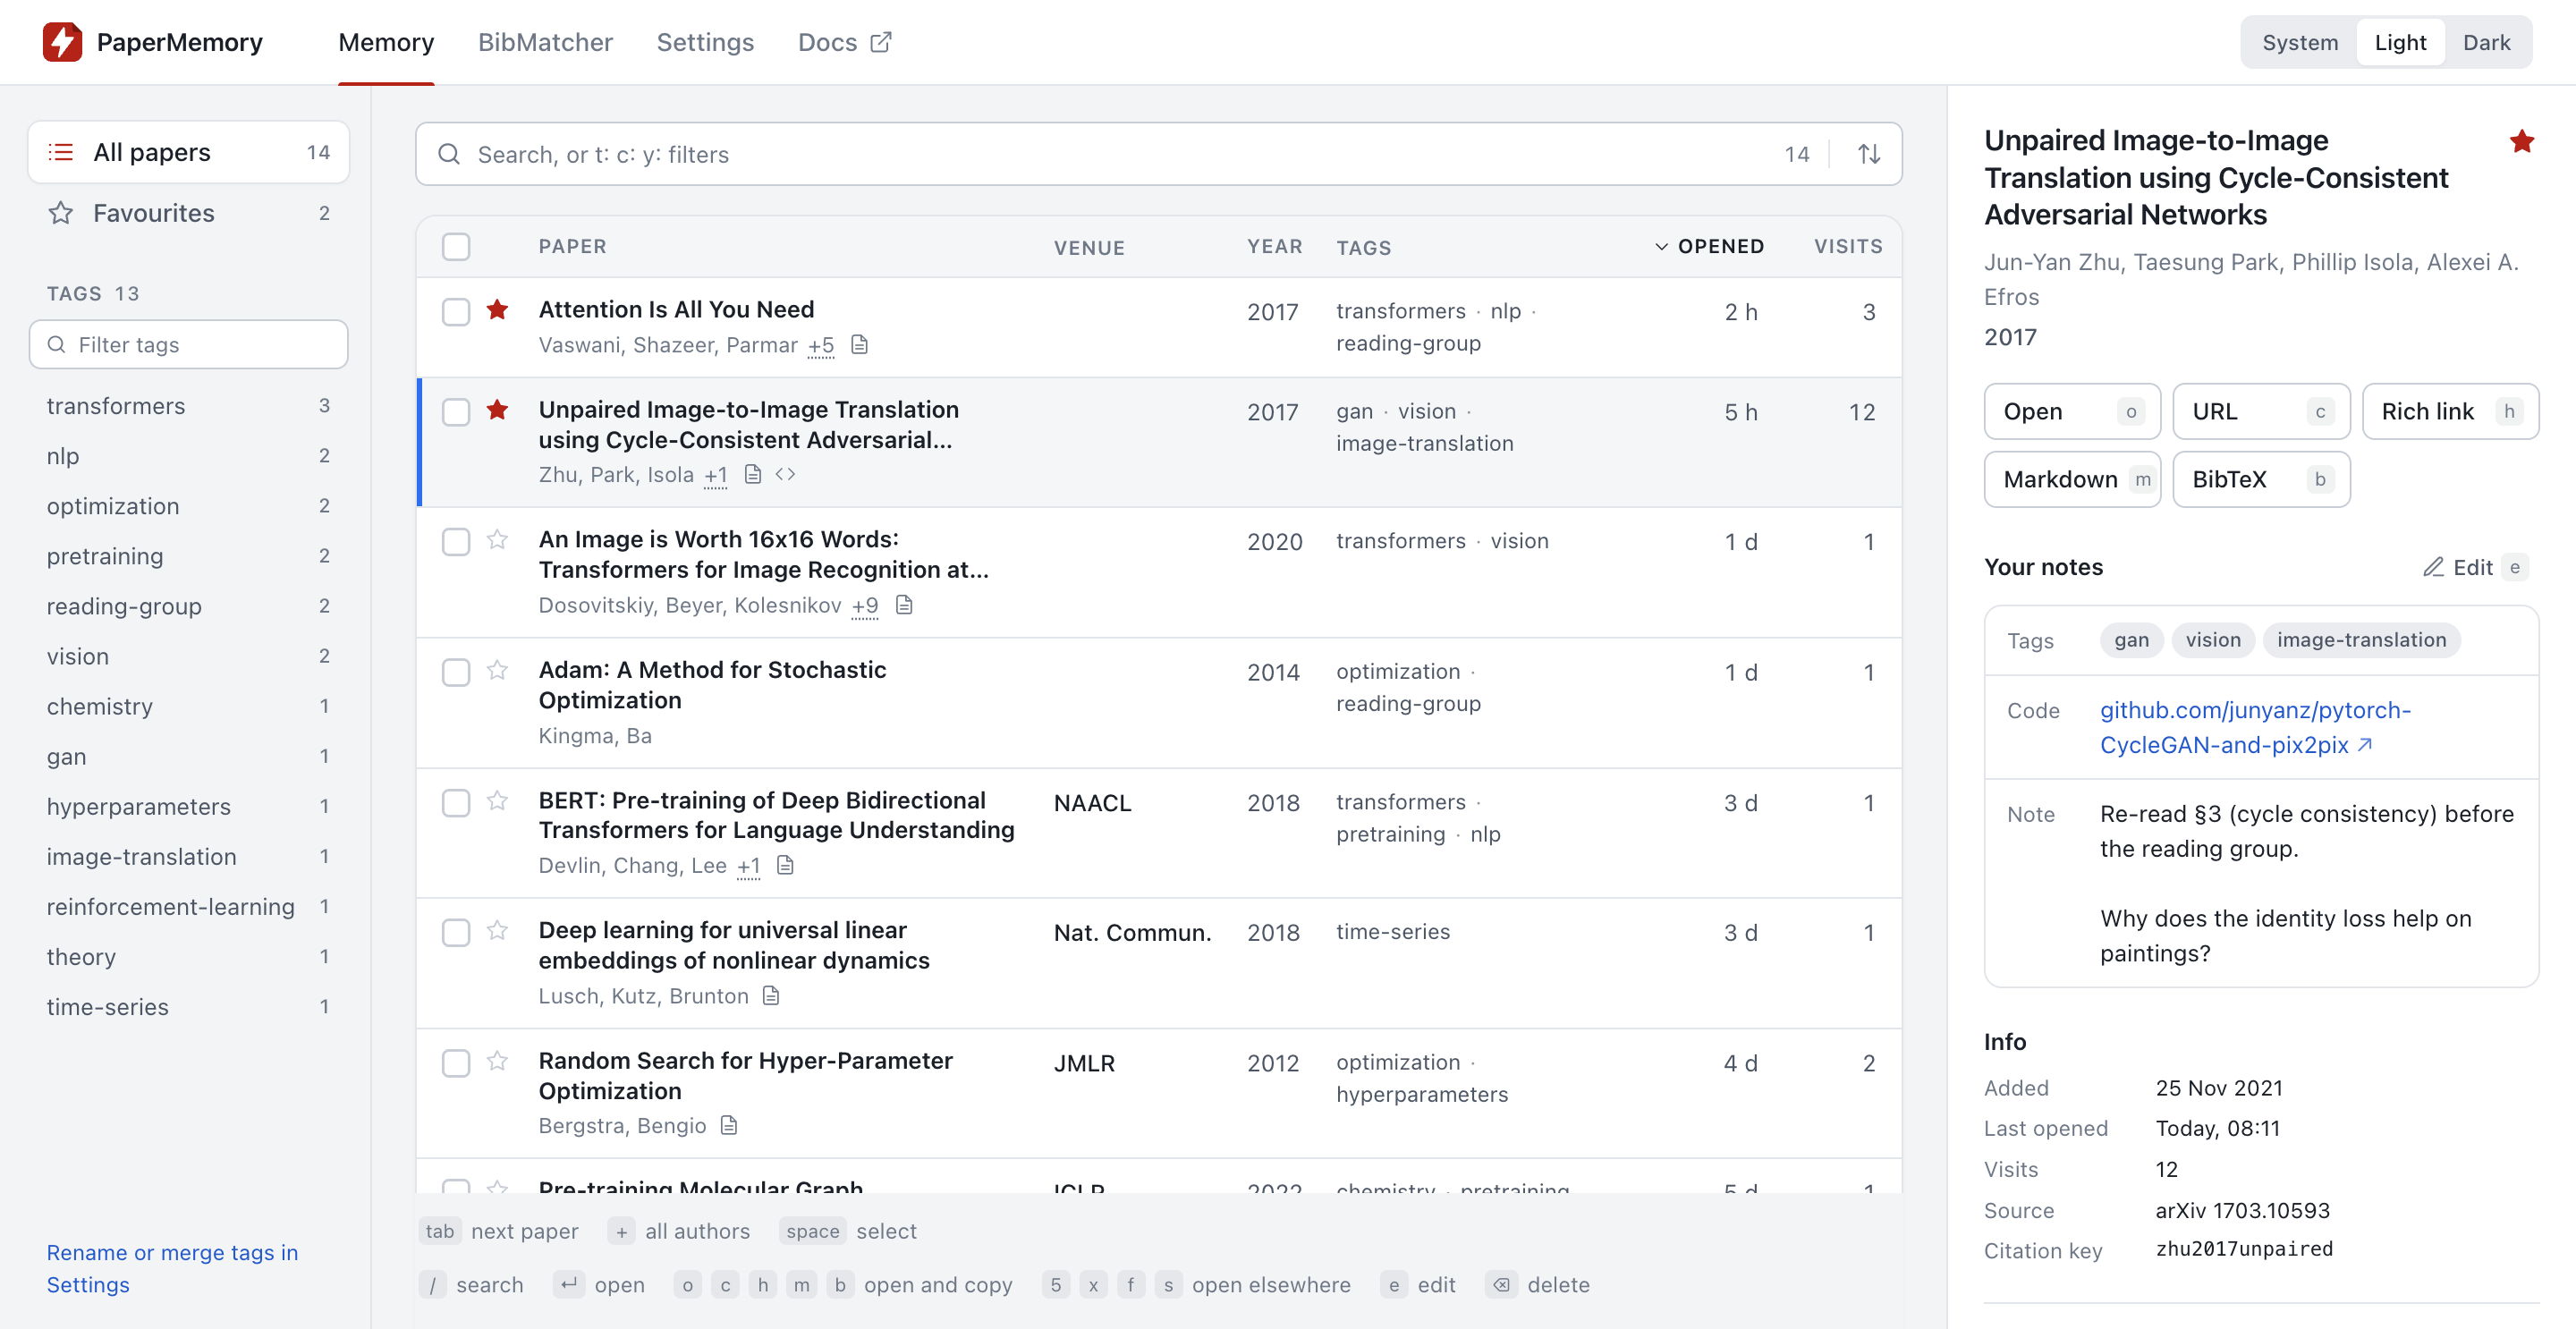 PaperMemory
Memory
BibMatcher
Settings
Docs
System
Light
Dark
All papers 14
Favourites 2
TAGS 13
Filter tags
transformers 3
nlp 2
optimization 2
pretraining 2
reading-group 2
vision 2
chemistry 1
gan 1
hyperparameters 1
image-translation 1
reinforcement-learning 1
theory 1
time-series 1
Rename or merge tags in
Settings
Search, or t: c: y: filters 14
PAPER VENUE YEAR TAGS OPENED VISITS
Attention Is All You Need 2017 transformers · nlp · 2 h 3
reading-group
Vaswani, Shazeer, Parmar +5
Unpaired Image-to-Image Translation 2017 gan · vision · 5 h 12
using Cycle-Consistent Adversarial... image-translation
Zhu, Park, Isola +1 <>
An Image is Worth 16x16 Words: 2020 transformers · vision 1 d 1
Transformers for Image Recognition at...
Dosovitskiy, Beyer, Kolesnikov +9
Adam: A Method for Stochastic 2014 optimization · 1 d 1
Optimization reading-group
Kingma, Ba
BERT: Pre-training of Deep Bidirectional NAACL 2018 transformers · 3 d 1
Transformers for Language Understanding pretraining · nlp
Devlin, Chang, Lee +1
Deep learning for universal linear Nat. Commun. 2018 time-series 3 d 1
embeddings of nonlinear dynamics
Lusch, Kutz, Brunton
Random Search for Hyper-Parameter JMLR 2012 optimization · 4 d 2
Optimization hyperparameters
Bergstra, Bengio
Pre-training Molecular Graph ICLR 2022 chemistry · pretraining 5 d 1
tab next paper + all authors space select
/ search ↵ open o c h m b open and copy 5 x f s open elsewhere e edit ⌫ delete
Unpaired Image-to-Image
Translation using Cycle-Consistent
Adversarial Networks
Jun-Yan Zhu, Taesung Park, Phillip Isola, Alexei A.
Efros
2017
Open o URL c Rich link h
Markdown m BibTeX b
Your notes Edit e
Tags gan vision image-translation
Code github.com/junyanz/pytorch-
CycleGAN-and-pix2pix ↗
Note Re-read §3 (cycle consistency) before
the reading group.
Why does the identity loss help on
paintings?
Info
Added 25 Nov 2021
Last opened Today, 08:11
Visits 12
Source arXiv 1703.10593
Citation key zhu2017unpaired